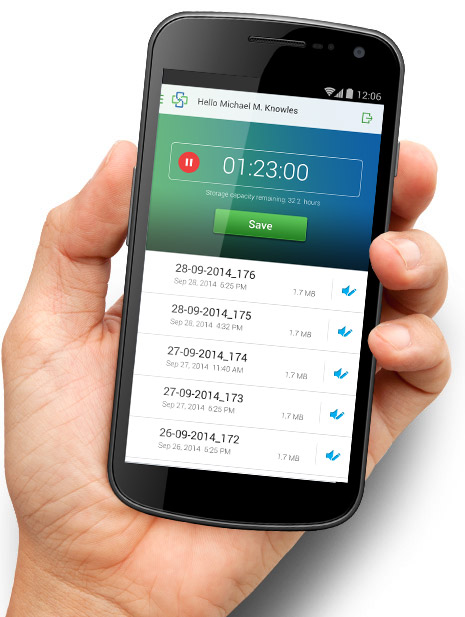 12:06
Hello Michael M. Knowles
01:23:00
Storage capacity remaining, 32.2 hours
Save
28-09-2014_176
Sep 28, 2014 6:25 PM 1.7 MB
28-09-2014_175
Sep 28, 2014 4:32 PM 1.7 MB
27-09-2014_174
Sep 27, 2014 11:40 AM 1.7 MB
27-09-2014_173
Sep 27, 2014 6:25 PM 1.7 MB
26-09-2014_172
Sep 26, 2014 6:25 PM 1.7 MB